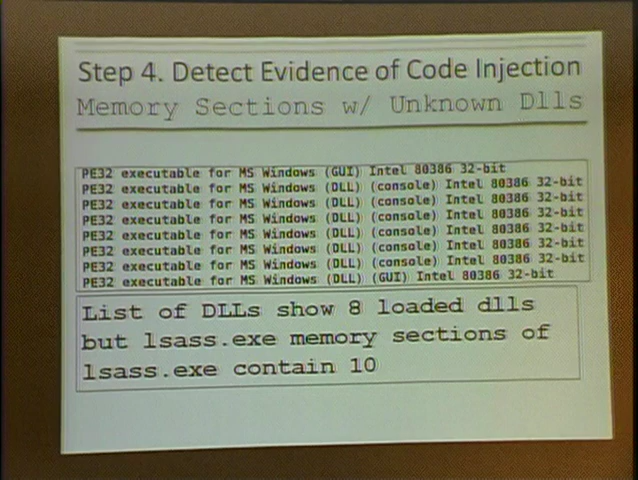 Step 4. Detect Evidence of Code Injection
Memory Sections w/ Unknown Dlls
PE32 executable for MS Windows (GUI) Intel 80386 32-bit
PE32 executable for MS Windows (DLL) (console) Intel 80386 32-bit
PE32 executable for MS Windows (DLL) (console) Intel 80386 32-bit
PE32 executable for MS Windows (DLL) (console) Intel 80386 32-bit
PE32 executable for MS Windows (DLL) (console) Intel 80386 32-bit
PE32 executable for MS Windows (DLL) (console) Intel 80386 32-bit
PE32 executable for MS Windows (DLL) (console) Intel 80386 32-bit
PE32 executable for MS Windows (DLL) (GUI) Intel 80386 32-bit
List of DLLs show 8 loaded dlls
but lsass.exe memory sections of
lsass.exe contain 10